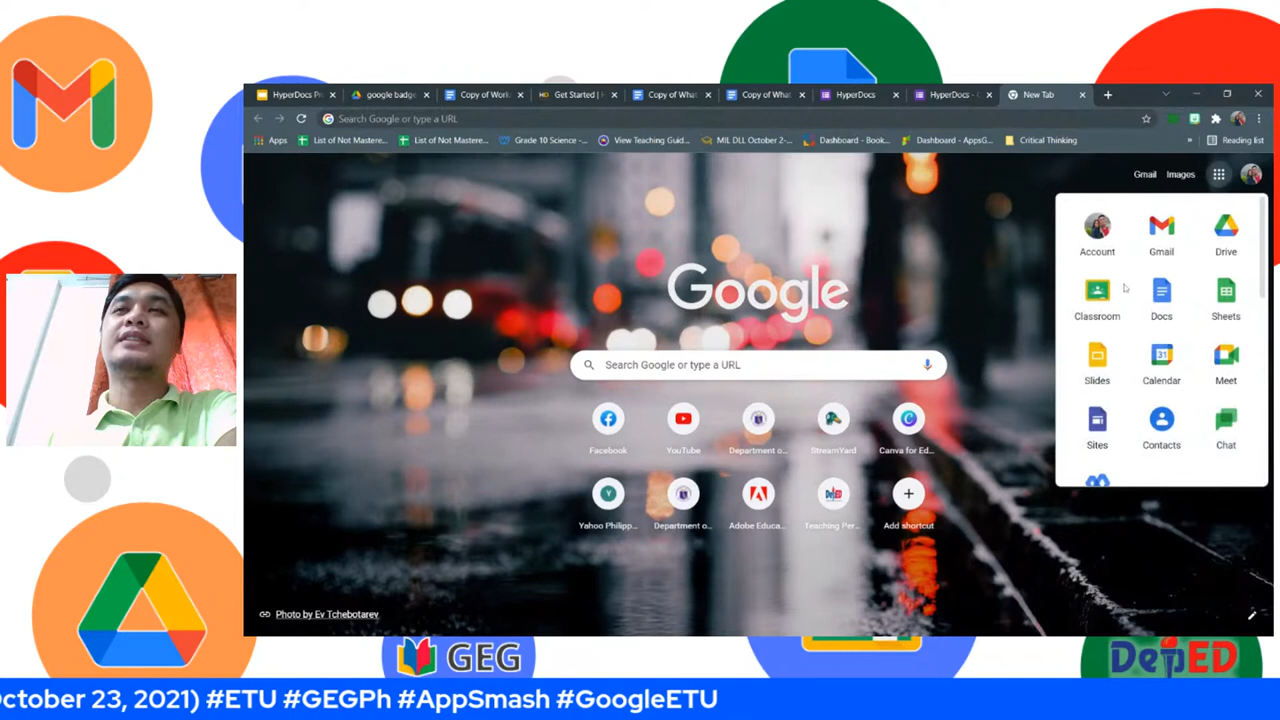 HyperDocs Pr
google badg
Copy of Work
Get Started |
Copy of What
Copy of What
HyperDocs
HyperDocs -
New Tab
Search Google or type a URL
Apps
List of Not Mastere...
List of Not Mastere...
Grade 10 Science -...
View Teaching Guid...
MIL DLL October 2-...
Dashboard - Book...
Dashboard - AppsG...
Critical Thinking
»
Reading list
Gmail
Images
Account
Gmail
Drive
Classroom
Docs
Sheets
Slides
Calendar
Meet
Sites
Contacts
Chat
Google
Search Google or type a URL
Facebook
YouTube
Department o...
StreamYard
Canva for Ed...
Yahoo Philipp...
Department o...
Adobe Educa...
Teaching Per...
Add shortcut
Photo by Ev Tchebotarev
GEG
DepED
October 23, 2021) #ETU #GEGPh #AppSmash #GoogleETU